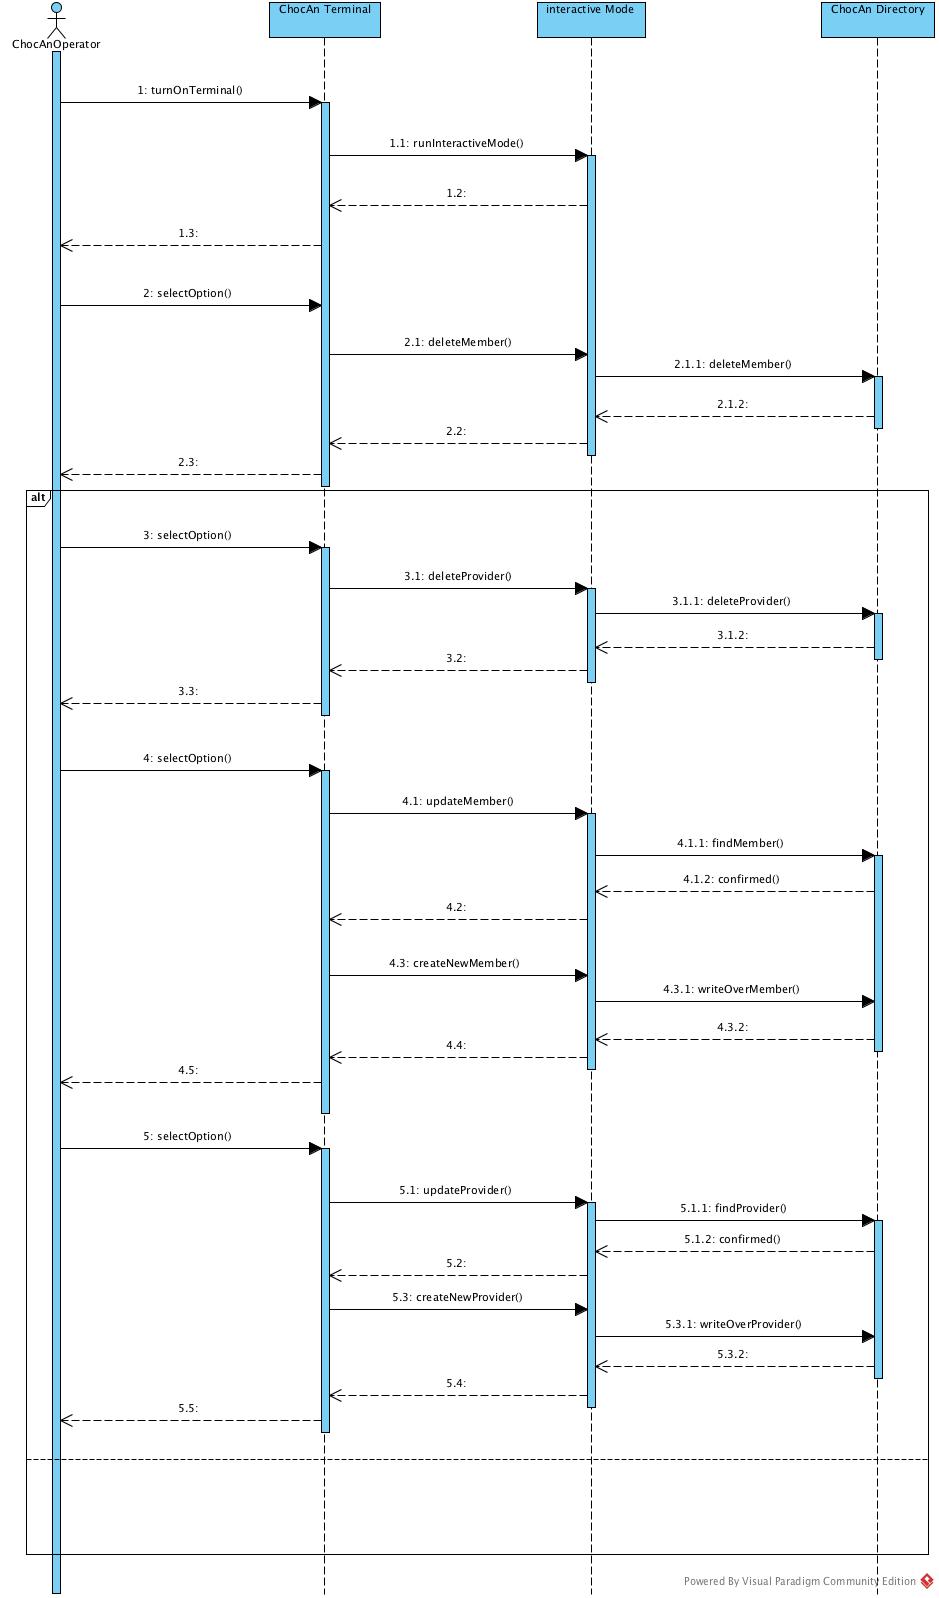 ChocAn Terminal
interactive Mode
ChocAn Directory
ChocAnOperator
1: turnOnTerminal()
1.1: runInteractiveMode()
1.2:
1.3:
2: selectOption()
2.1: deleteMember()
2.1.1: deleteMember()
2.1.2:
2.2:
2.3:
alt
3: selectOption()
3.1: deleteProvider()
3.1.1: deleteProvider()
3.1.2:
3.2:
3.3:
4: selectOption()
4.1: updateMember()
4.1.1: findMember()
4.1.2: confirmed()
4.2:
4.3: createNewMember()
4.3.1: writeOverMember()
4.3.2:
4.4:
4.5:
5: selectOption()
5.1: updateProvider()
5.1.1: findProvider()
5.1.2: confirmed()
5.2:
5.3: createNewProvider()
5.3.1: writeOverProvider()
5.3.2:
5.4:
5.5:
Powered By Visual Paradigm Community Edition